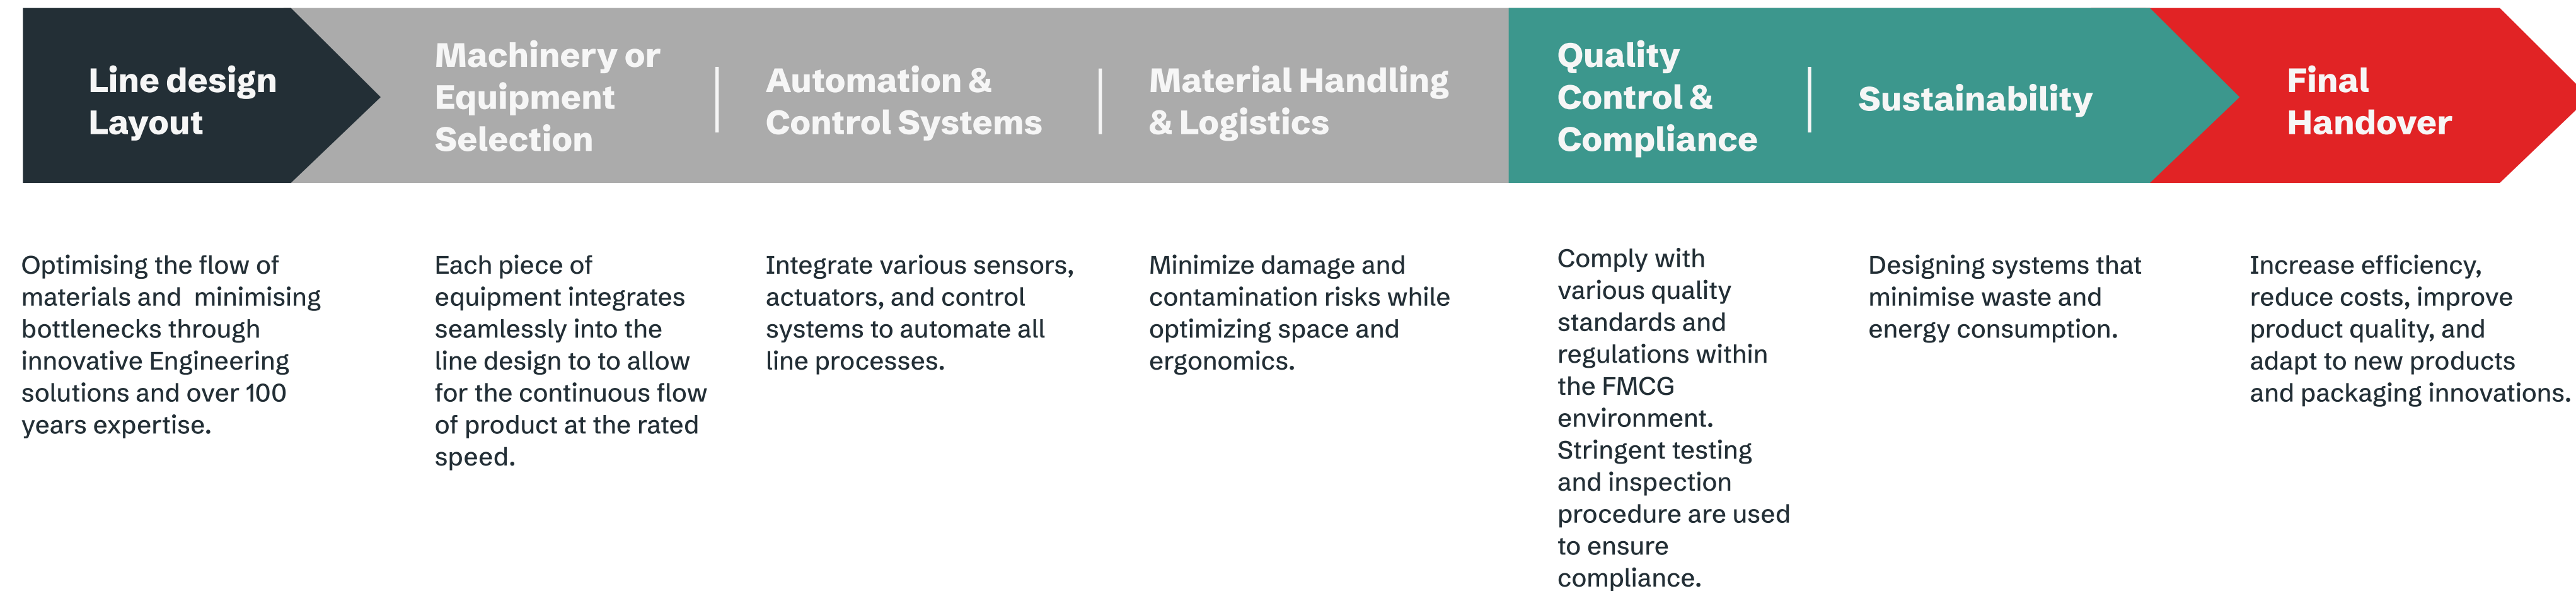 Line design
Layout
Machinery or
Equipment
Selection
Automation &
Control Systems
Material Handling
& Logistics
Quality
Control &
Compliance
Sustainability
Final
Handover
Optimising the flow of
materials and  minimising
bottlenecks through
innovative Engineering
solutions and over 100
years expertise.
Each piece of
equipment integrates
seamlessly into the
line design to to allow
for the continuous flow
of product at the rated
speed.
Integrate various sensors,
actuators, and control
systems to automate all
line processes.
Minimize damage and
contamination risks while
optimizing space and
ergonomics.
Comply with
various quality
standards and
regulations within
the FMCG
environment.
Stringent testing
and inspection
procedure are used
to ensure
compliance.
Designing systems that
minimise waste and
energy consumption.
Increase efficiency,
reduce costs, improve
product quality, and
adapt to new products
and packaging innovations.